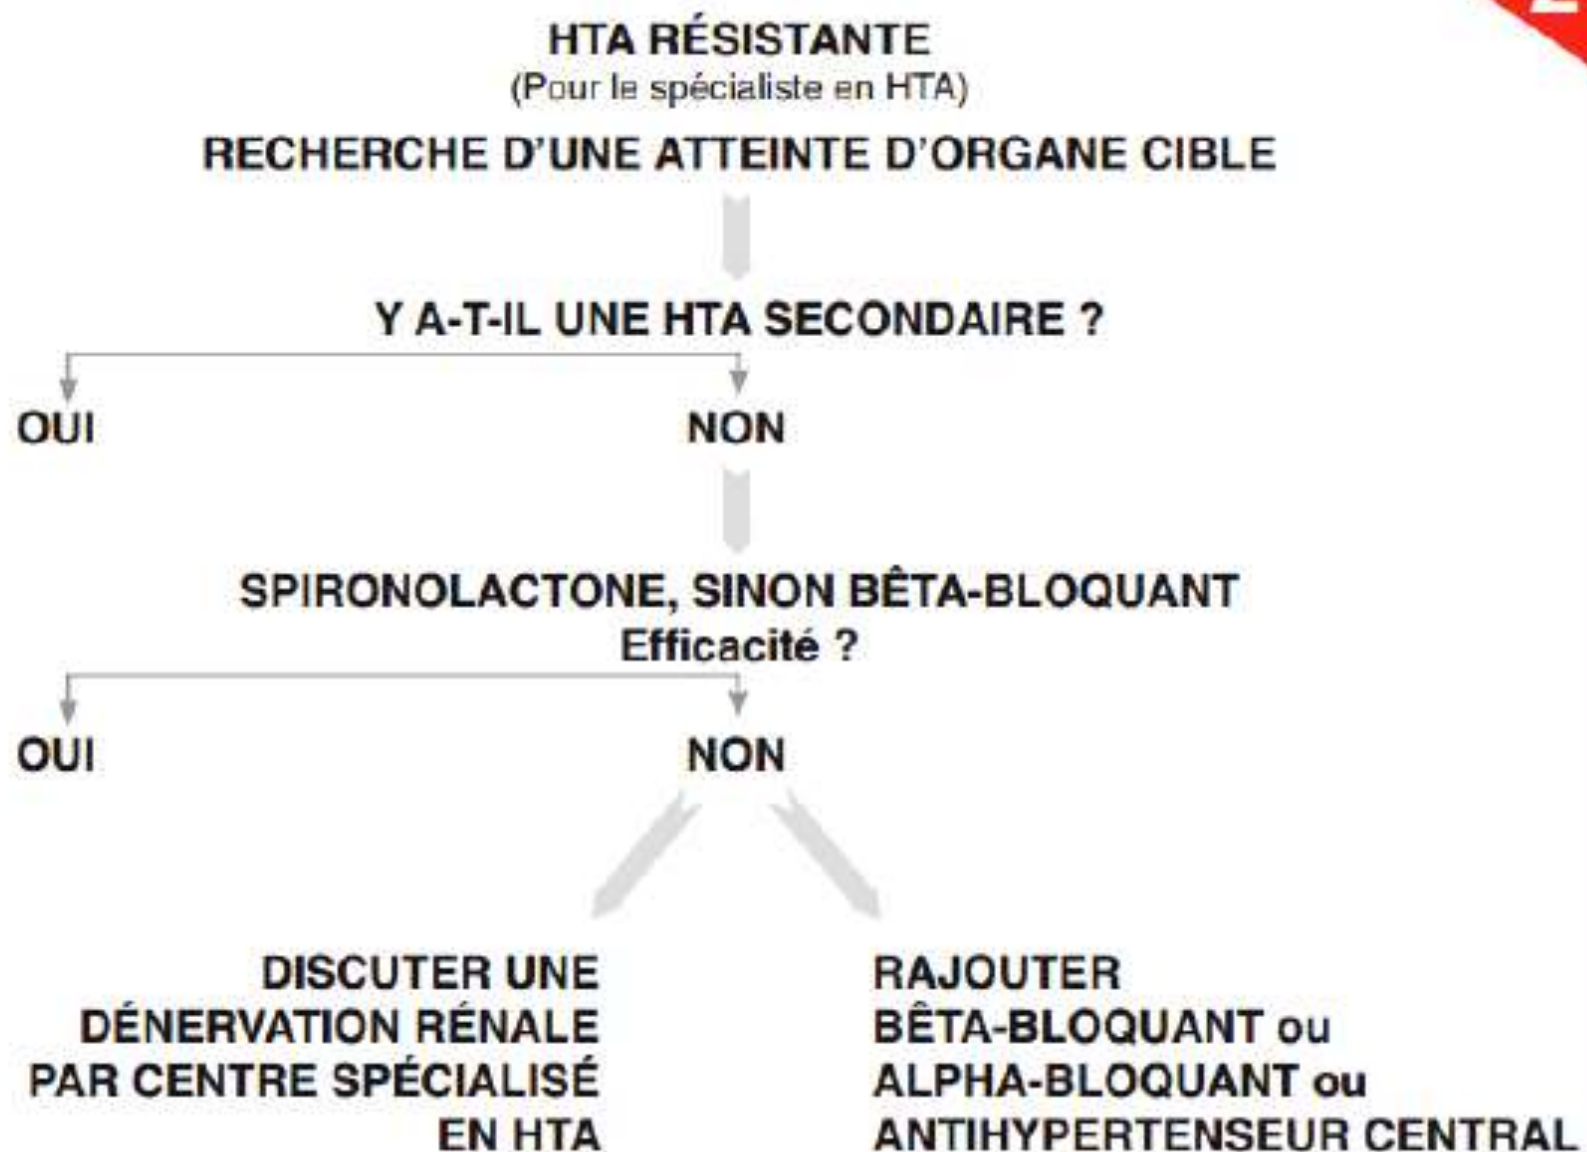 HTA RÉSISTANTE
(Pour le spécialiste en HTA)
RECHERCHE D'UNE ATTEINTE D'ORGANE CIBLE
Y A-T-IL UNE HTA SECONDAIRE ?
OUI
NON
SPIRONOLACTONE, SINON BÊTA-BLOQUANT
Efficacité ?
OUI
NON
DISCUTER UNE
DÉNERVATION RÉNALE
PAR CENTRE SPÉCIALISÉ
EN HTA
RAJOUTER
BÊTA-BLOQUANT ou
ALPHA-BLOQUANT ou
ANTIHYPERTENSEUR CENTRAL